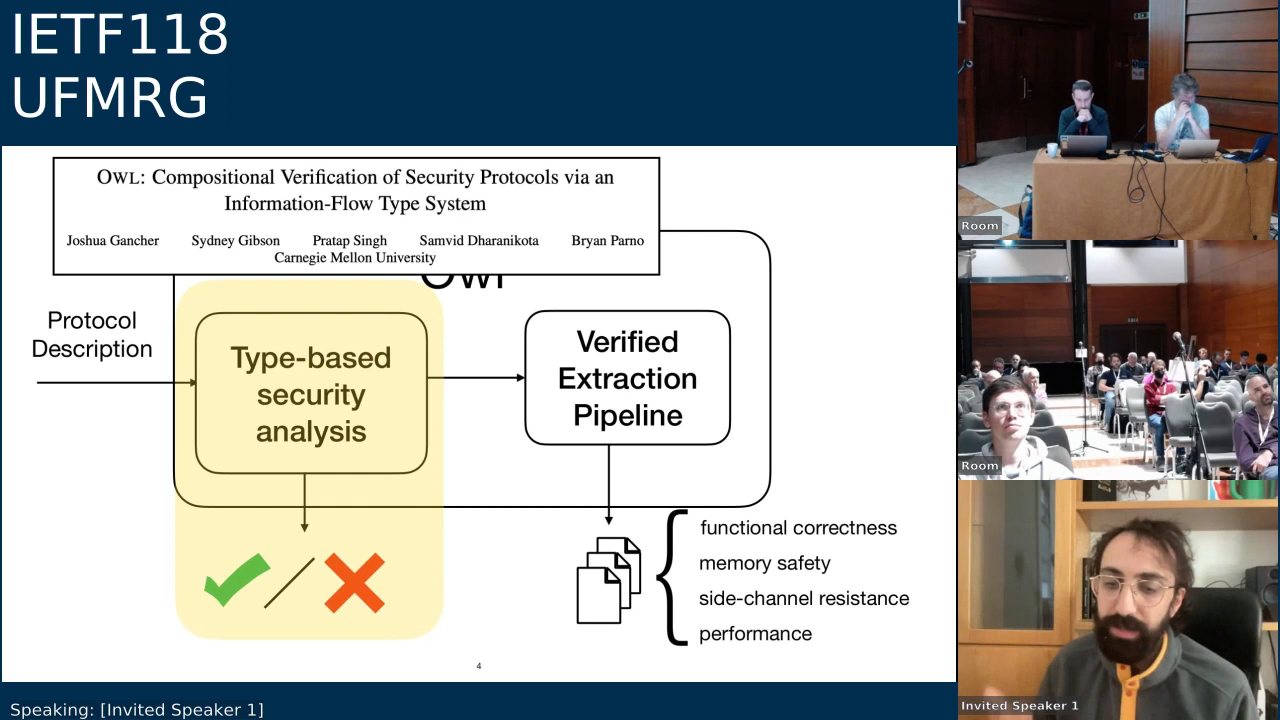 IETF118
UFMRG
OWL: Compositional Verification of Security Protocols via an
Information-Flow Type System
Joshua Gancher Sydney Gibson Pratap Singh Samvid Dharanikota Bryan Parno
Carnegie Mellon University
Owl
Protocol
Description
Type-based
security
analysis
Verified
Extraction
Pipeline
functional correctness
memory safety
side-channel resistance
performance
4
Room
Room
Invited Speaker 1
Speaking: [Invited Speaker 1]